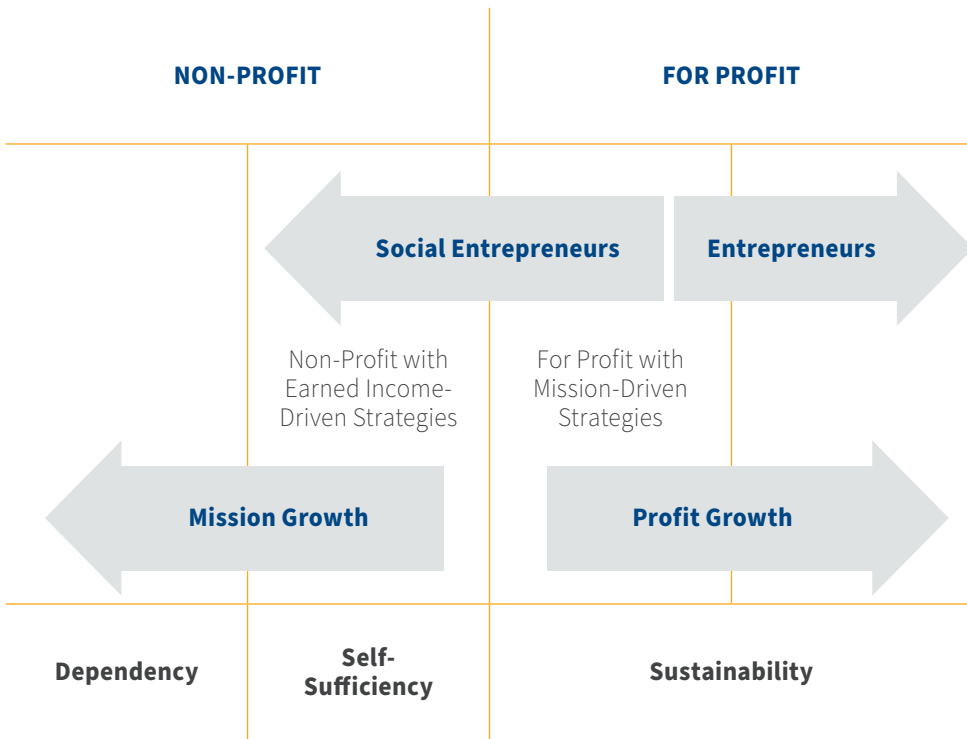 NON-PROFIT
FOR PROFIT
Social Entrepreneurs
Entrepreneurs
Non-Profit with
Earned Income-
Driven Strategies
For Profit with
Mission-Driven
Strategies
Mission Growth
Profit Growth
Dependency
Self-
Sufficiency
Sustainability